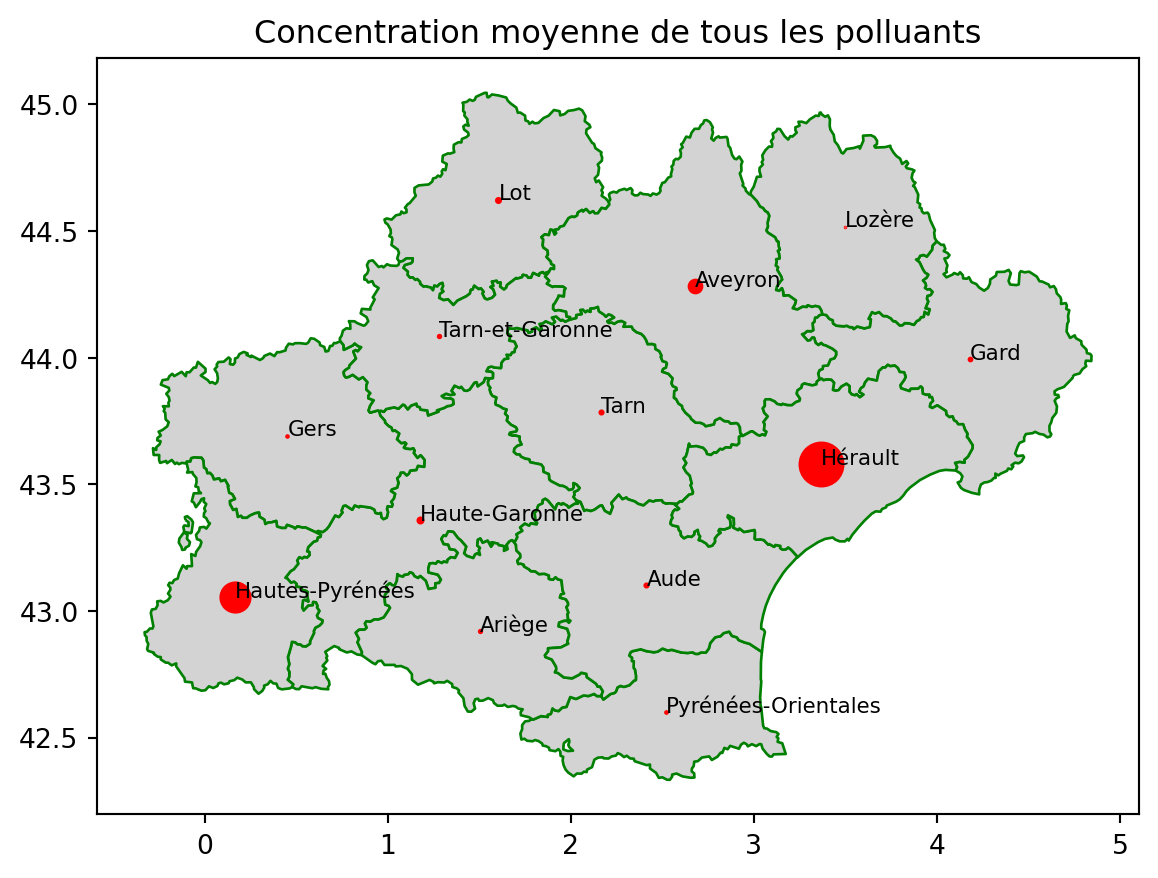 Concentration moyenne de tous les polluants
45.0
44.5
44.0
43.5
43.0
42.5
Lot
Lozère
Aveyron
Tarn-et-Garonne
Gard
Tarn
Gers
Hérault
Haute-Garonne
Aude
Hautes-Pyrénées
Ariège
Pyrénées-Orientales
0 1 2 3 4 5